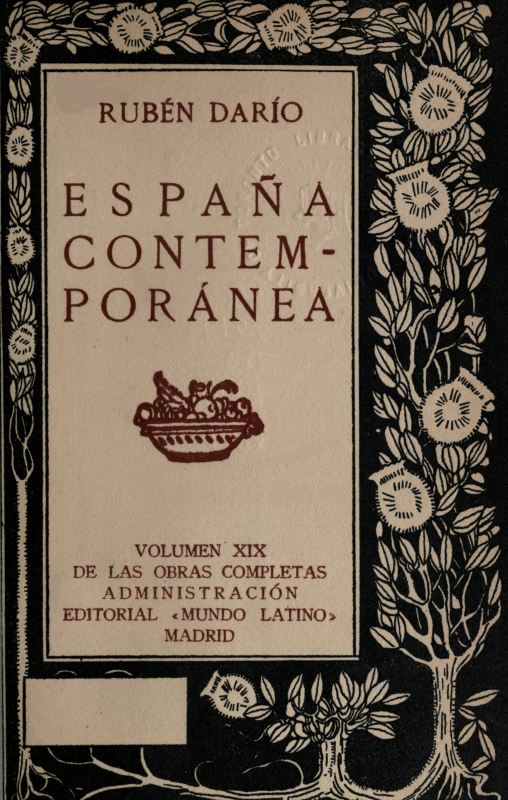 RUBÉN DARÍO
ESPAÑA
CONTEM-
PORÁNEA
VOLUMEN XIX
DE LAS OBRAS COMPLETAS
ADMINISTRACIÓN
EDITORIAL «MUNDO LATINO»
MADRID